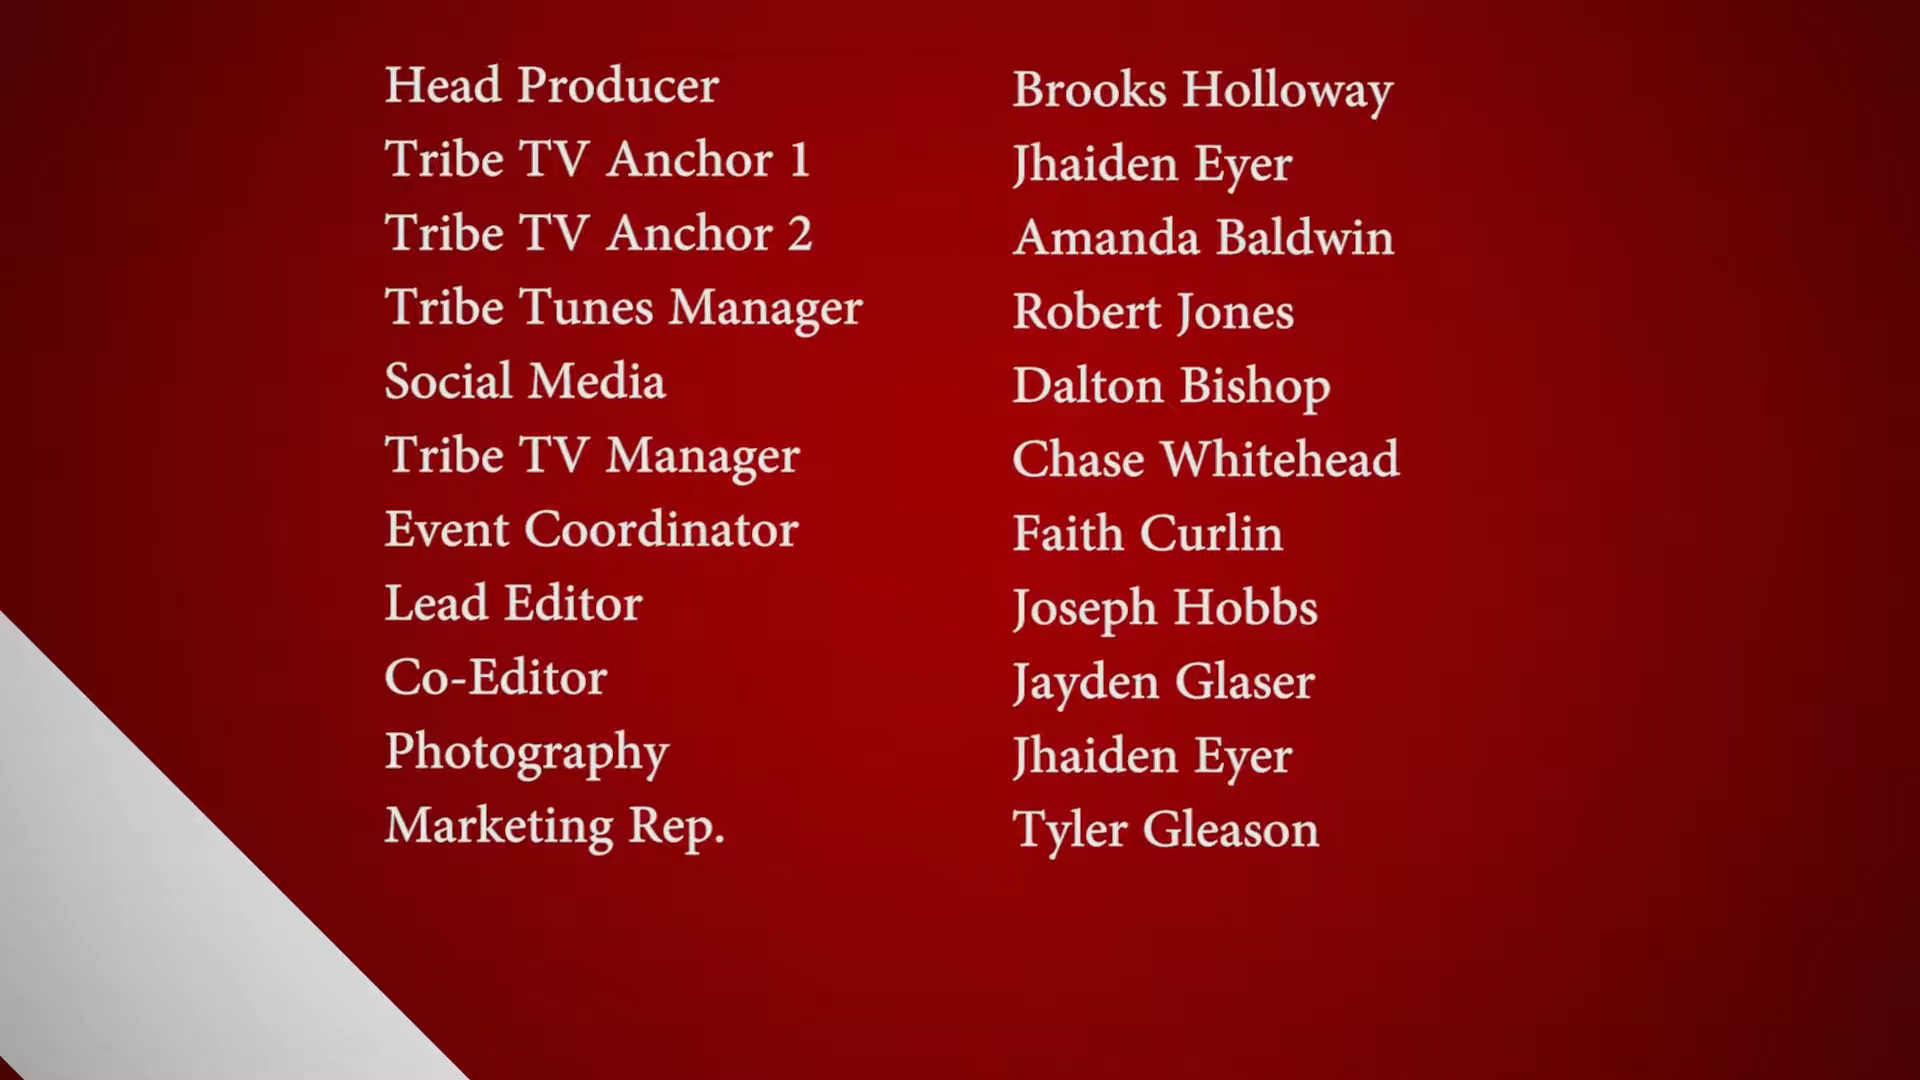 Head Producer Brooks Holloway
Tribe TV Anchor 1 Jhaiden Eyer
Tribe TV Anchor 2 Amanda Baldwin
Tribe Tunes Manager Robert Jones
Social Media Dalton Bishop
Tribe TV Manager Chase Whitehead
Event Coordinator Faith Curlin
Lead Editor Joseph Hobbs
Co-Editor Jayden Glaser
Photography Jhaiden Eyer
Marketing Rep. Tyler Gleason